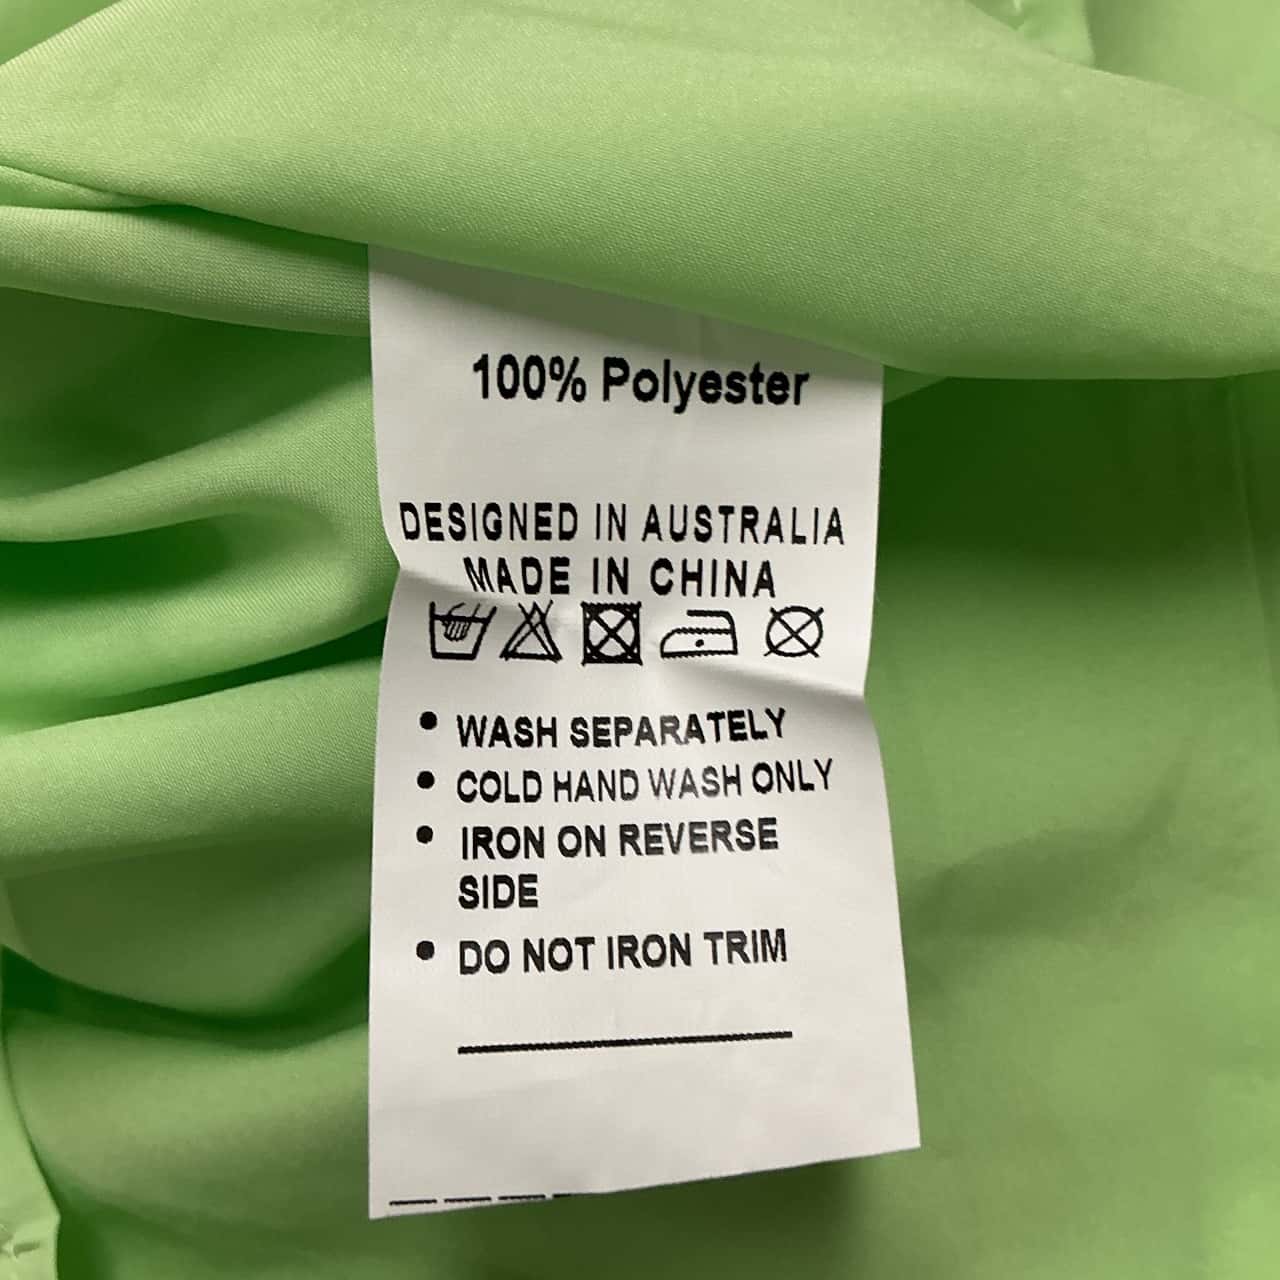 100% Polyester
DESIGNED IN AUSTRALIA
MADE IN CHINA
• WASH SEPARATELY
• COLD HAND WASH ONLY
• IRON ON REVERSE
SIDE
• DO NOT IRON TRIM